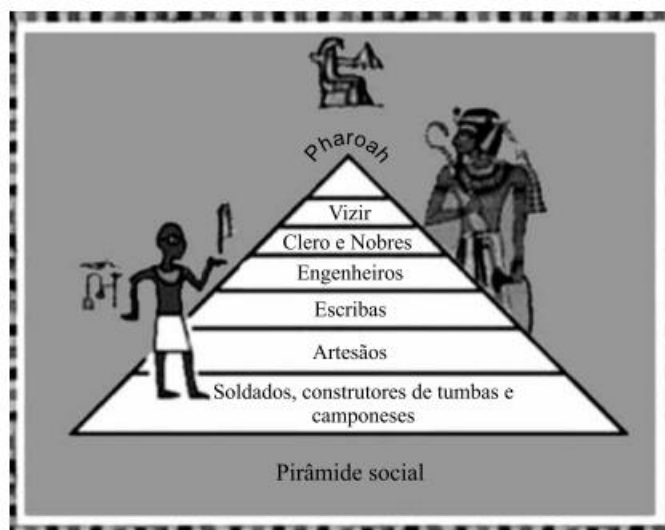 Pharoah
Vizir
Clero e Nobres
Engenheiros
Escribas
Artesãos
Soldados, construtores de tumbas e
camponeses
Pirâmide social